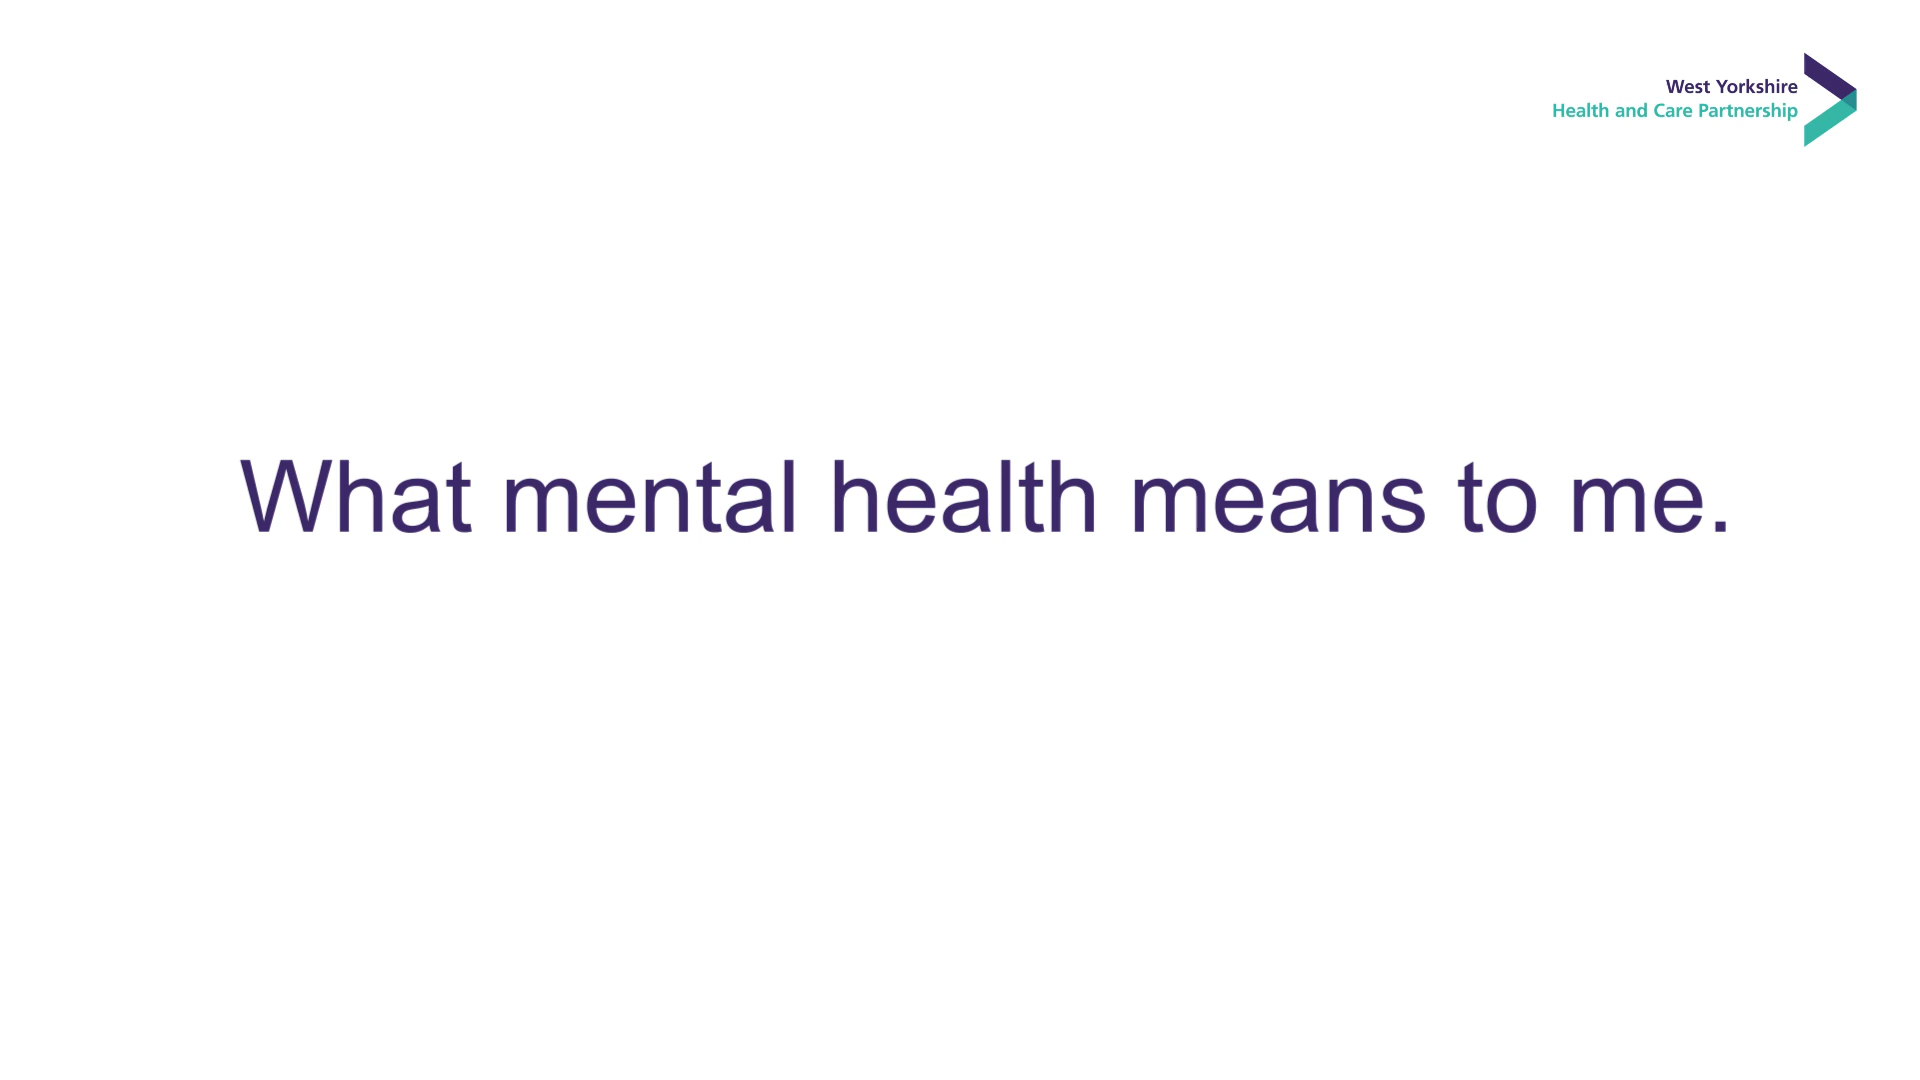 West Yorkshire
Health and Care Partnership
What mental health means to me.